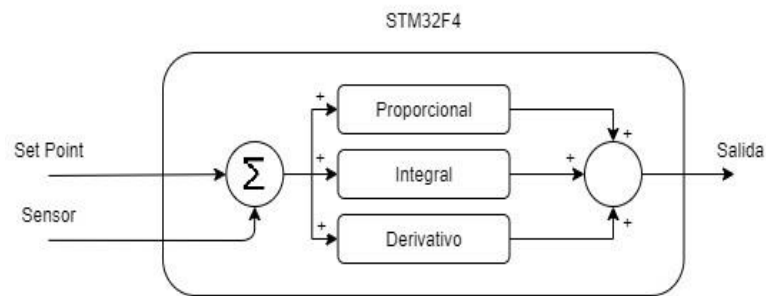 STM32F4
+
Proporcional
+
Set Point
Σ
+
Integral
+
Salida
Sensor
+
Derivativo
+